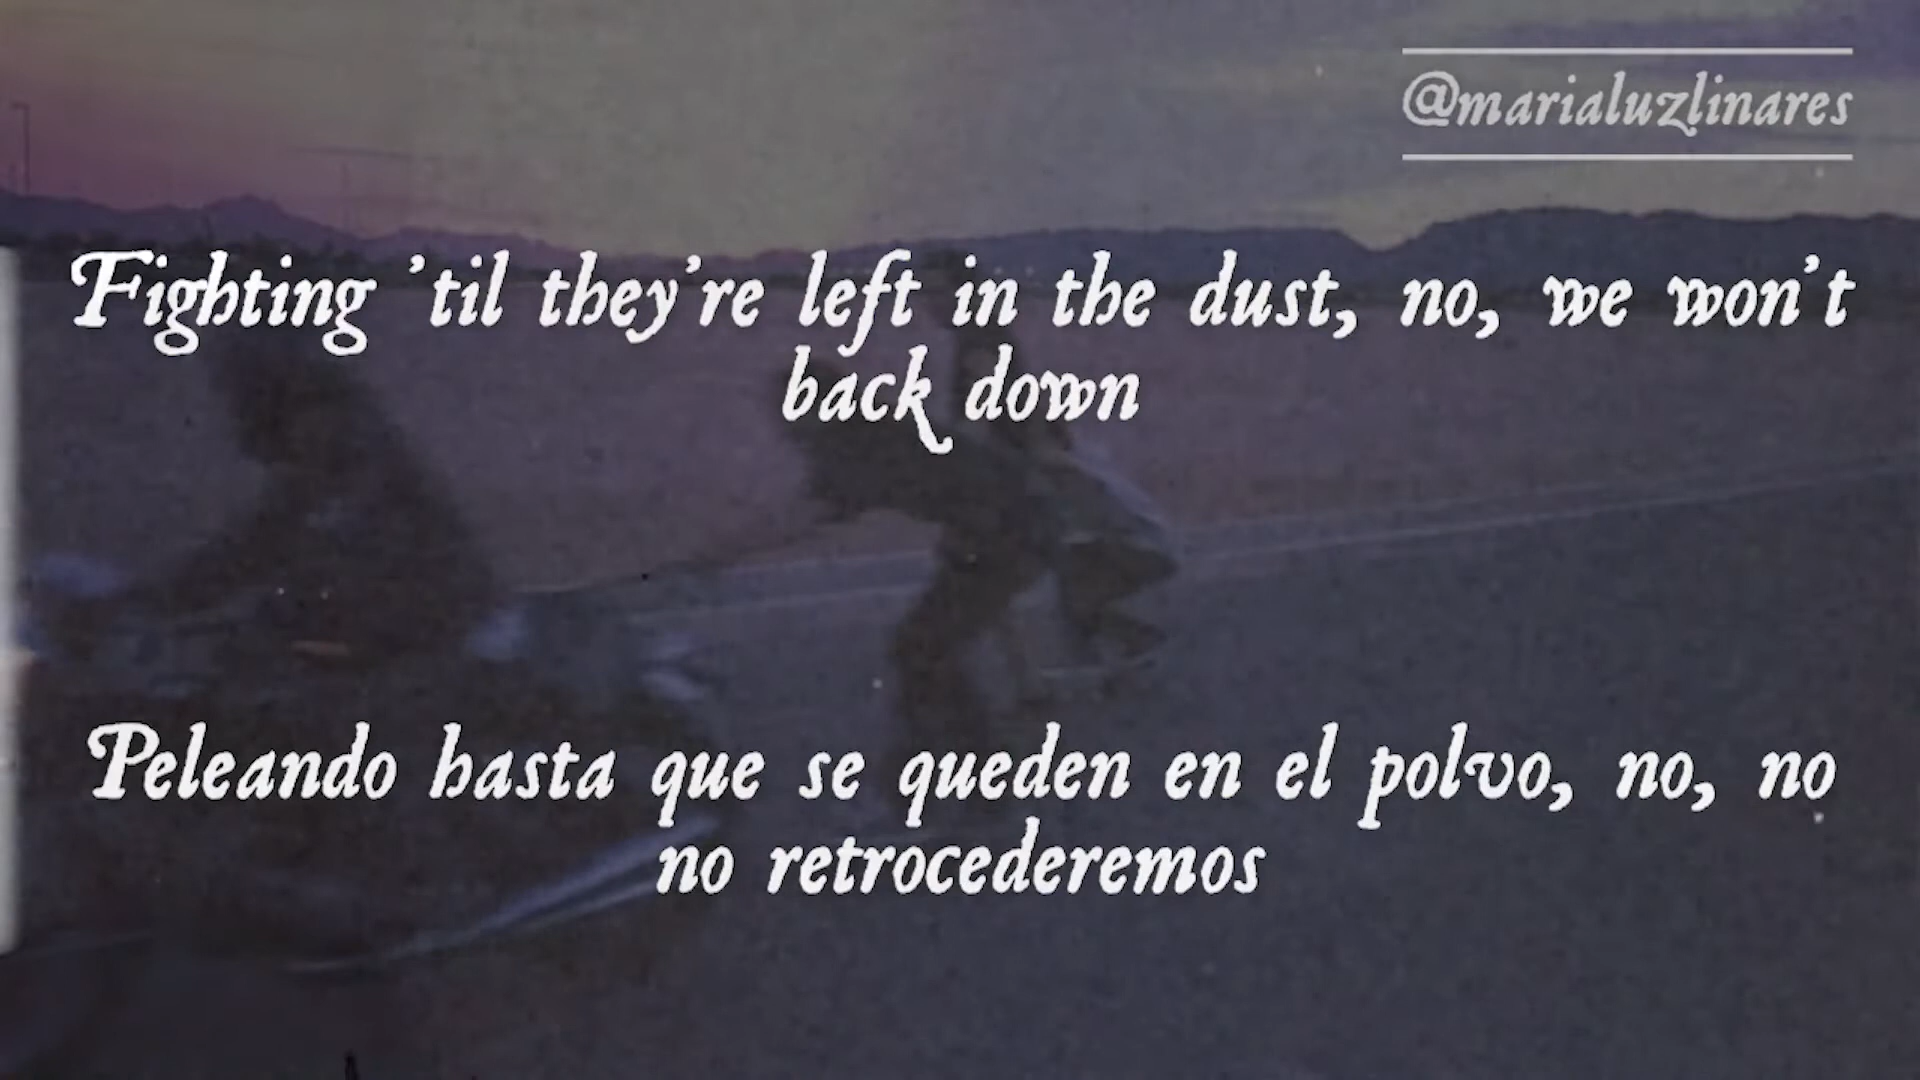 @marialuzlinares
Fighting 'til they're left in the dust, no, we won't
back down
Peleando hasta que se queden en el polvo, no, no
no retrocederemos